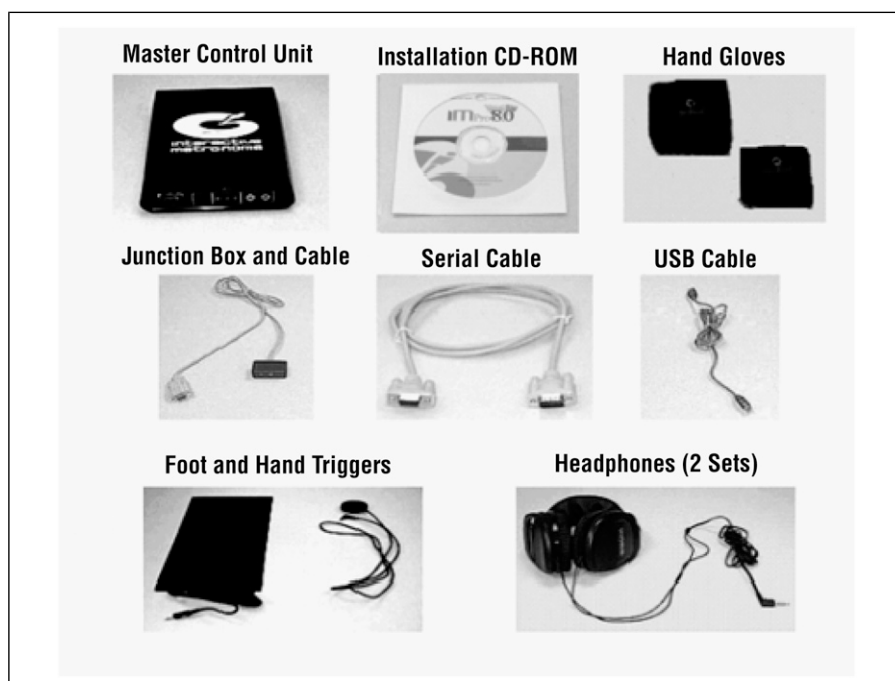 Master Control Unit
Installation CD-ROM
Hand Gloves
interactive
metronome
Junction Box and Cable
Serial Cable
USB Cable
Foot and Hand Triggers
Headphones (2 Sets)